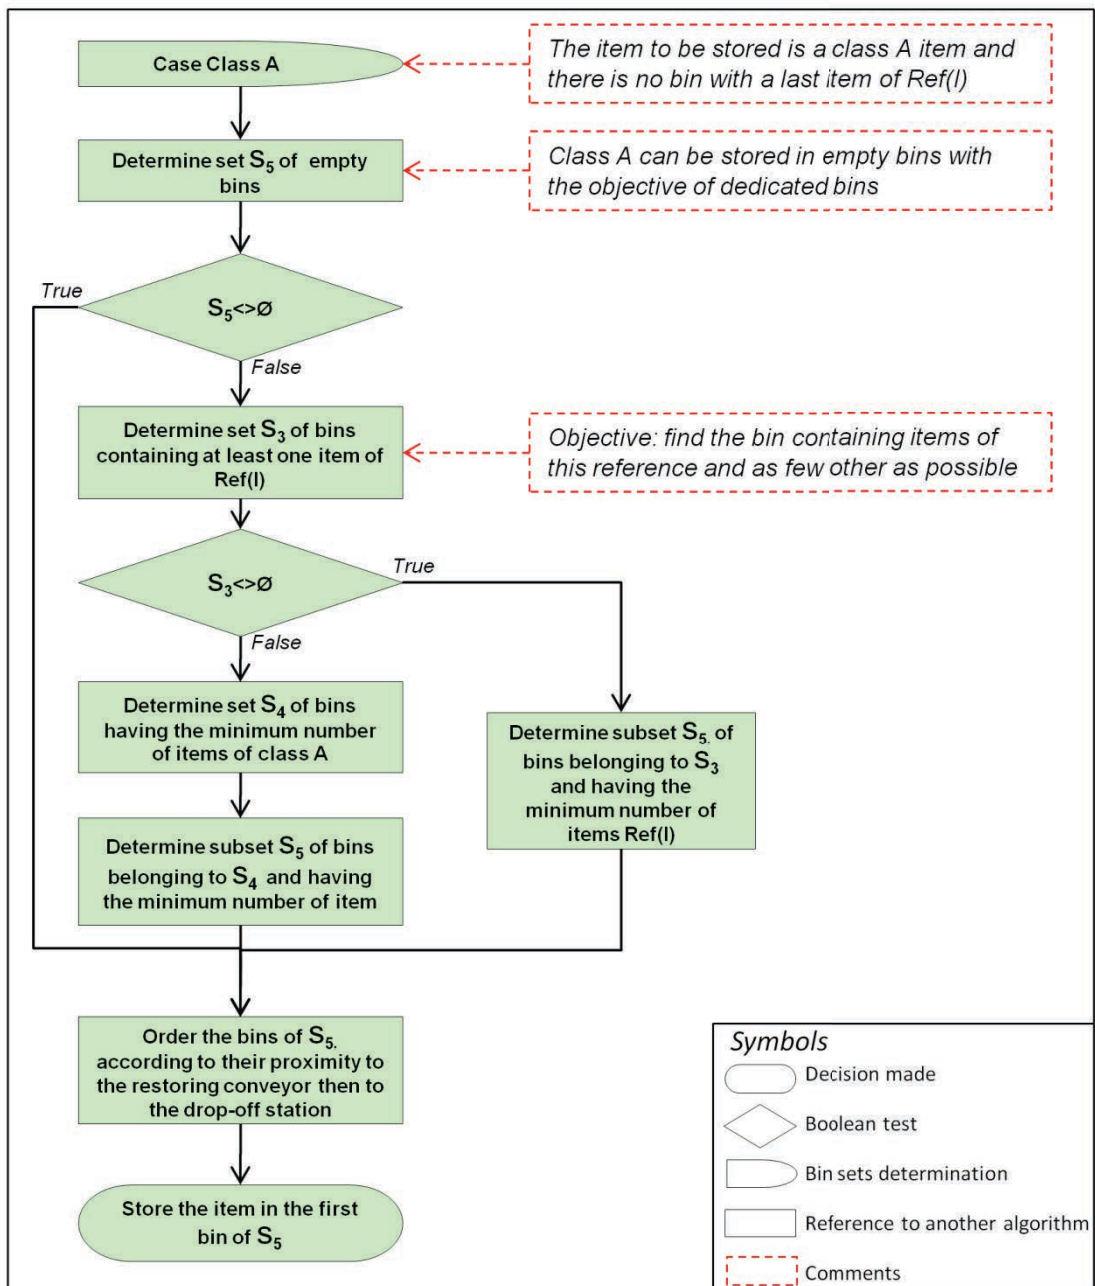 Case Class A
The item to be stored is a class A item and
there is no bin with a last item of Ref(I)
Determine set S5 of empty
bins
Class A can be stored in empty bins with
the objective of dedicated bins
True
S5<>Ø
False
Determine set S3 of bins
containing at least one item of
Ref(I)
Objective: find the bin containing items of
this reference and as few other as possible
True
S3<>Ø
False
Determine set S4 of bins
having the minimum number
of items of class A
Determine subset S5. of
bins belonging to S3
and having the
minimum number of
items Ref(I)
Determine subset S5 of bins
belonging to S4 and having
the minimum number of item
Order the bins of S5.
according to their proximity to
the restoring conveyor then to
the drop-off station
Store the item in the first
bin of S5
Symbols
Decision made
Boolean test
Bin sets determination
Reference to another algorithm
Comments